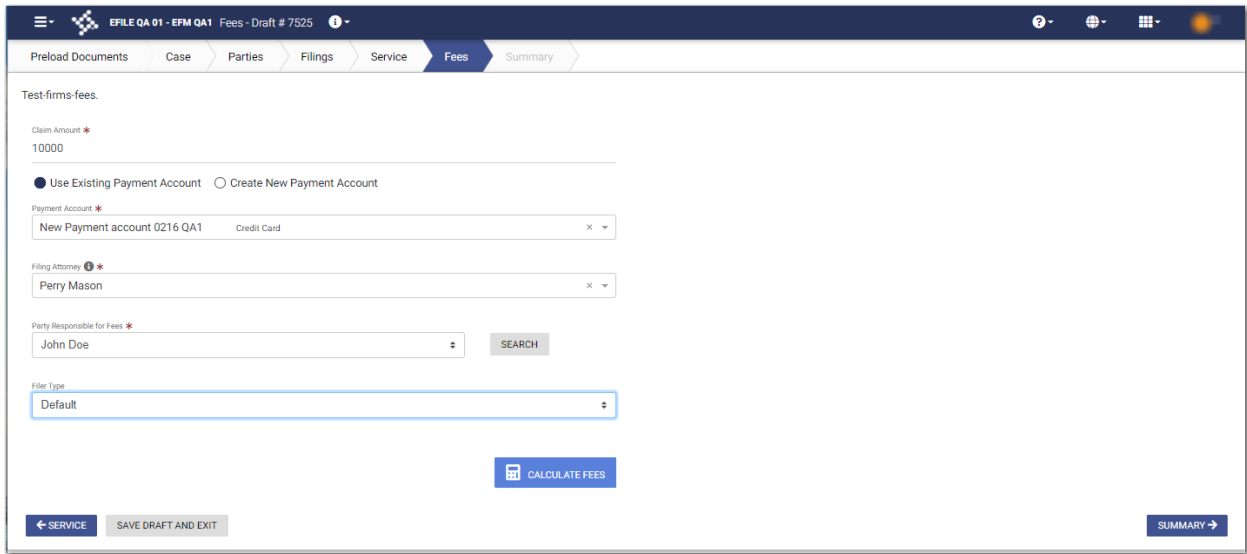 EFILE QA 01 - EFM QA1 Fees - Draft # 7525
Preload Documents Case Parties Filings Service Fees Summary
Test-firms-fees.
Claim Amount *
10000
Use Existing Payment Account Create New Payment Account
Payment Account *
New Payment account 0216 QA1 Credit Card
Filing Attorney *
Perry Mason
Party Responsible for Fees *
John Doe SEARCH
Filer Type
Default
CALCULATE FEES
SERVICE SAVE DRAFT AND EXIT SUMMARY